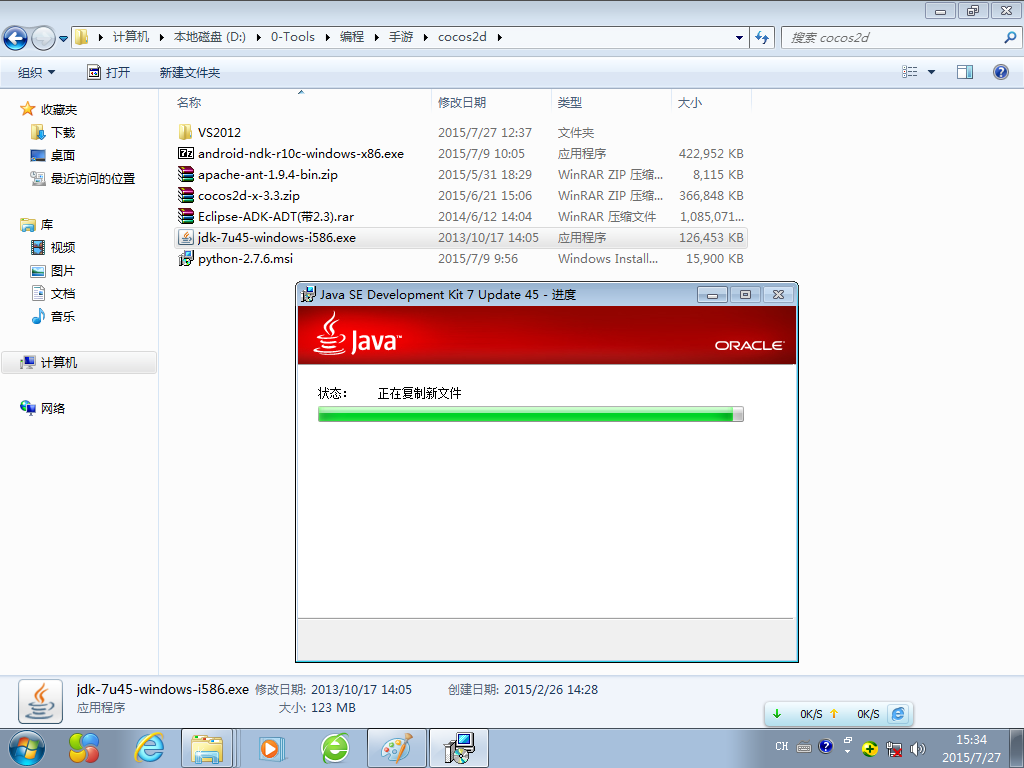 计算机 本地磁盘 (D:) 0-Tools 编程 手游 cocos2d 搜索 cocos2d
组织 打开 新建文件夹
名称 修改日期 类型 大小
收藏夹
下载
桌面
最近访问的位置
库
视频
图片
文档
音乐
计算机
网络
VS2012 2015/7/27 12:37 文件夹
android-ndk-r10c-windows-x86.exe 2015/7/9 10:05 应用程序 422,952 KB
apache-ant-1.9.4-bin.zip 2015/5/31 18:29 WinRAR ZIP 压缩... 8,115 KB
cocos2d-x-3.3.zip 2015/6/21 15:06 WinRAR ZIP 压缩... 366,848 KB
Eclipse-ADK-ADT(带2.3).rar 2014/6/12 14:04 WinRAR 压缩文件 1,085,071...
jdk-7u45-windows-i586.exe 2013/10/17 14:05 应用程序 126,453 KB
python-2.7.6.msi 2015/7/9 9:56 Windows Install... 15,900 KB
Java SE Development Kit 7 Update 45 - 进度
Java™ ORACLE
状态： 正在复制新文件
jdk-7u45-windows-i586.exe 修改日期: 2013/10/17 14:05 创建日期: 2015/2/26 14:28
应用程序 大小: 123 MB
0K/S 0K/S
CH 15:34
2015/7/27